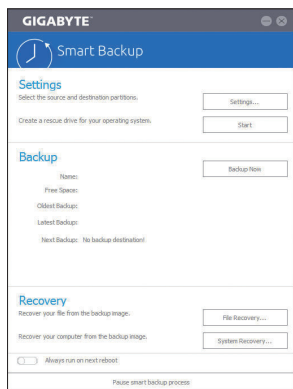 GIGABYTE™
Smart Backup
Settings
Select the source and destination partitions.
Settings...
Create a rescue drive for your operating system.
Start
Backup
Backup Now
Name:
Free Space:
Oldest Backup:
Latest Backup:
Next Backup: No backup destination!
Recovery
Recover your file from the backup image.
File Recovery...
Recover your computer from the backup image.
System Recovery...
Always run on next reboot
Pause smart backup process